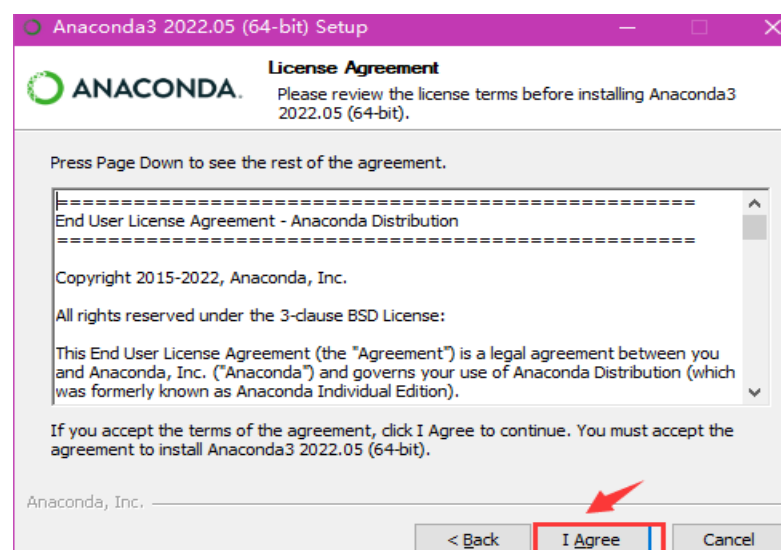 Anaconda3 2022.05 (64-bit) Setup
ANACONDA.
License Agreement
Please review the license terms before installing Anaconda3
2022.05 (64-bit).
Press Page Down to see the rest of the agreement.
===================================================
End User License Agreement - Anaconda Distribution
===================================================
Copyright 2015-2022, Anaconda, Inc.
All rights reserved under the 3-clause BSD License:
This End User License Agreement (the "Agreement") is a legal agreement between you
and Anaconda, Inc. ("Anaconda") and governs your use of Anaconda Distribution (which
was formerly known as Anaconda Individual Edition).
If you accept the terms of the agreement, click I Agree to continue. You must accept the
agreement to install Anaconda3 2022.05 (64-bit).
Anaconda, Inc.
< Back
I Agree
Cancel